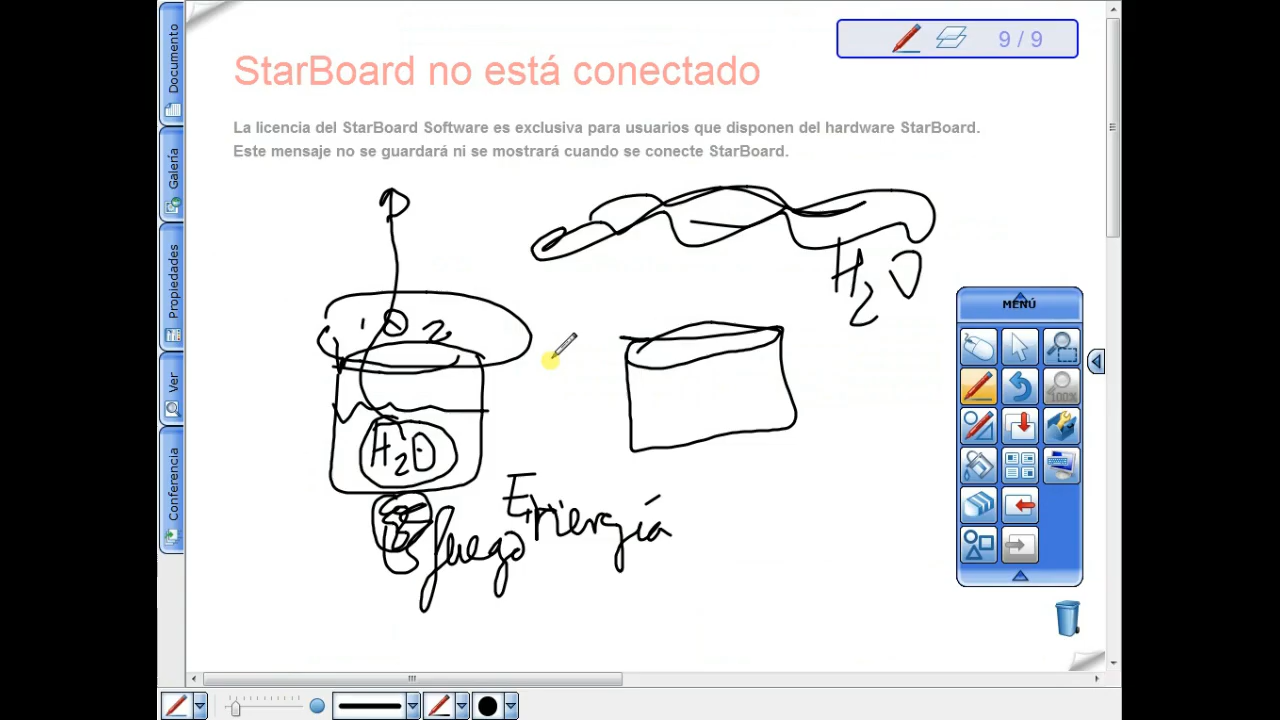 Documento
Galería
Propiedades
Ver
Conferencia
9 / 9
StarBoard no está conectado
La licencia del StarBoard Software es exclusiva para usuarios que disponen del hardware StarBoard.
Este mensaje no se guardará ni se mostrará cuando se conecte StarBoard.
H2O
H2O
Energía
fuego
MENÚ
100%